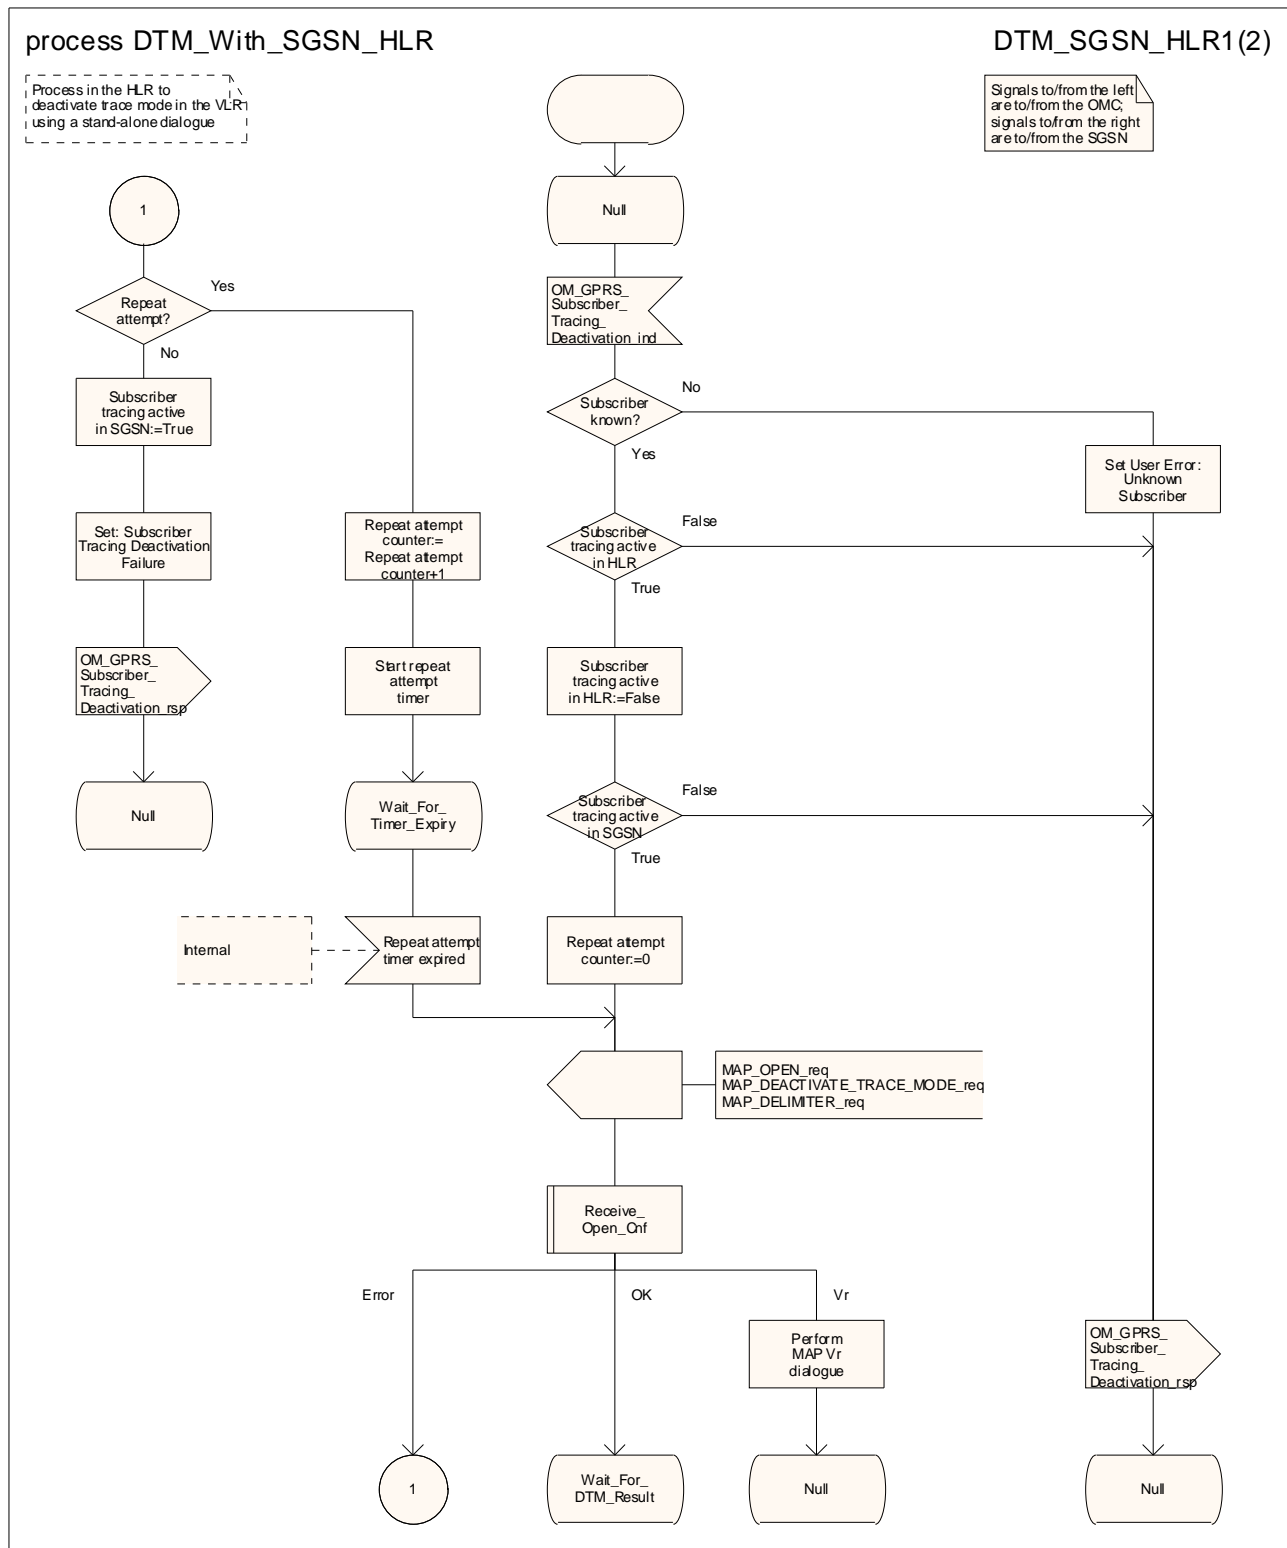 process DTM_With_SGSN_HLR
DTM_SGSN_HLR1(2)
Process in the HLR to
deactivate trace mode in the VLR
using a stand-alone dialogue
Signals to/from the left
are to/from the OMC;
signals to/from the right
are to/from the SGSN
1
Null
Repeat
attempt?
Yes
No
OM_GPRS_
Subscriber_
Tracing_
Deactivation_ind
Subscriber
tracing active
in SGSN:=True
Subscriber
known?
No
Yes
Set User Error:
Unknown
Subscriber
Set: Subscriber
Tracing Deactivation
Failure
Repeat attempt
counter:=
Repeat attempt
counter+1
Subscriber
tracing active
in HLR
False
True
OM_GPRS_
Subscriber_
Tracing_
Deactivation_rsp
Start repeat
attempt
timer
Subscriber
tracing active
in HLR:=False
Null
Wait_For_
Timer_Expiry
Subscriber
tracing active
in SGSN
False
True
Internal
Repeat attempt
timer expired
Repeat attempt
counter:=0
MAP_OPEN_req
MAP_DEACTIVATE_TRACE_MODE_req
MAP_DELIMITER_req
Receive_
Open_Cnf
Error
OK
Vr
Perform
MAP Vr
dialogue
OM_GPRS_
Subscriber_
Tracing_
Deactivation_rsp
1
Wait_For_
DTM_Result
Null
Null